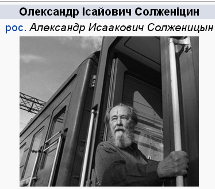 Олександр Ісайович Солженіцин
рос. Александр Исаакович Солженицын